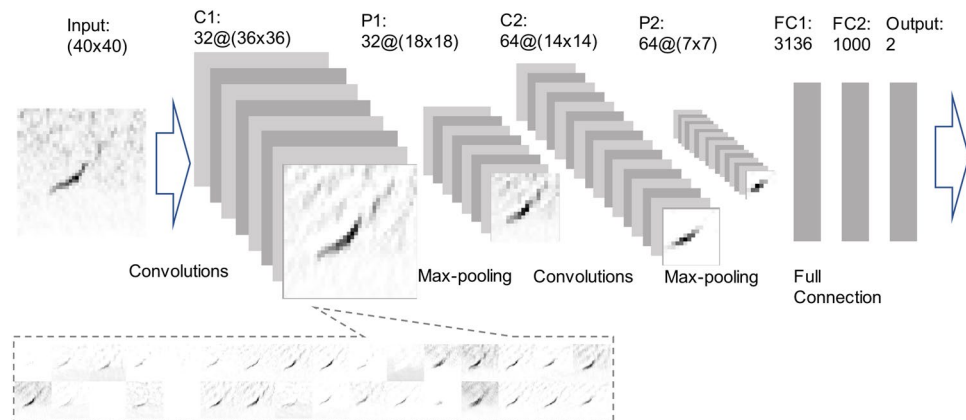 Input:
(40x40)
C1:
32@(36x36)
P1:
32@(18x18)
C2:
64@(14x14)
P2:
64@(7x7)
FC1:
3136
FC2:
1000
Output:
2
Convolutions
Max-pooling
Convolutions
Max-pooling
Full
Connection